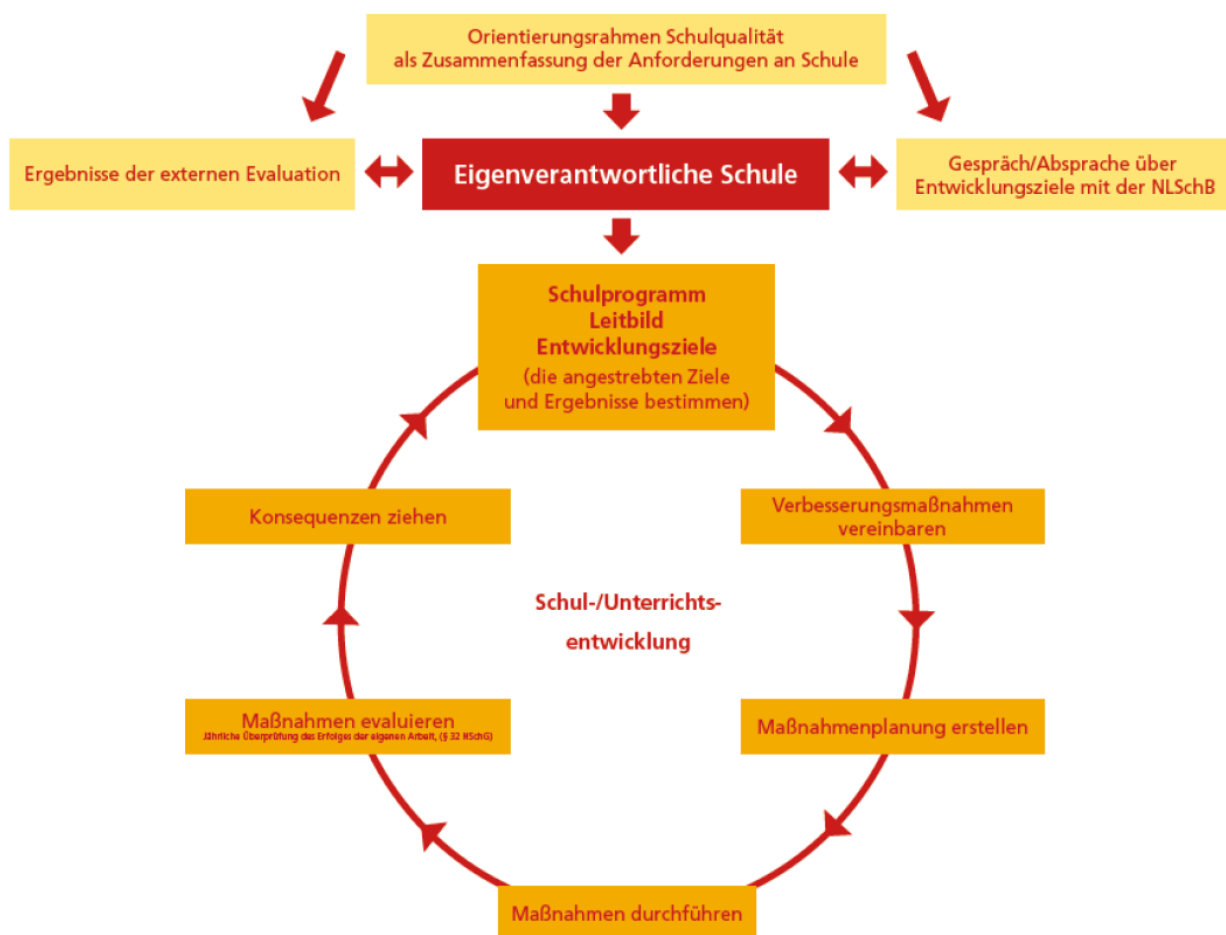 Orientierungsrahmen Schulqualität
als Zusammenfassung der Anforderungen an Schule
Ergebnisse der externen Evaluation
Eigenverantwortliche Schule
Gespräch/Absprache über
Entwicklungsziele mit der NLSchB
Schulprogramm
Leitbild
Entwicklungsziele
(die angestrebten Ziele
und Ergebnisse bestimmen)
Konsequenzen ziehen
Verbesserungsmaßnahmen
vereinbaren
Schul-/Unterrichts-
entwicklung
Maßnahmen evaluieren
Jährliche Überprüfung des Erfolges der eigenen Arbeit, (§ 32 NSchG)
Maßnahmenplanung erstellen
Maßnahmen durchführen